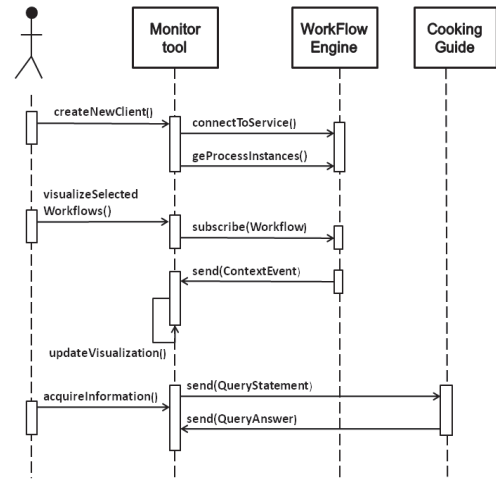 Monitor
tool
WorkFlow
Engine
Cooking
Guide
createNewClient()
connectToService()
geProcessInstances()
visualizeSelected
Workflows()
subscribe(Workflow)
send(ContextEvent)
updateVisualization()
acquireInformation()
send(QueryStatement)
send(QueryAnswer)